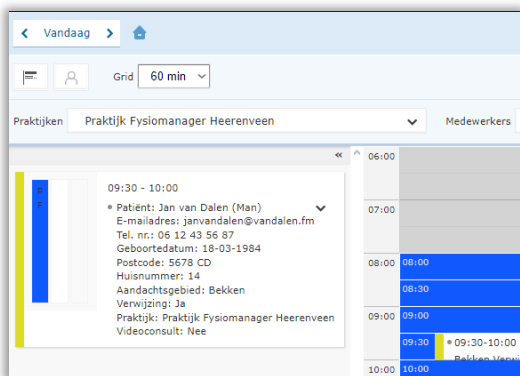 Vandaag
Grid 60 min
Praktijken Praktijk Fysiomanager Heerenveen Medewerkers
«
09:30 - 10:00
Patiënt: Jan van Dalen (Man)
E-mailadres: janvandalen@vandalen.fm
Tel. nr.: 06 12 43 56 87
Geboortedatum: 18-03-1984
Postcode: 5678 CD
Huisnummer: 14
Aandachtsgebied: Bekken
Verwijzing: Ja
Praktijk: Praktijk Fysiomanager Heerenveen
Videoconsult: Nee
06:00
07:00
08:00 08:00
08:30
09:00 09:00
09:30 09:30-10:00
Bekken
10:00 10:00